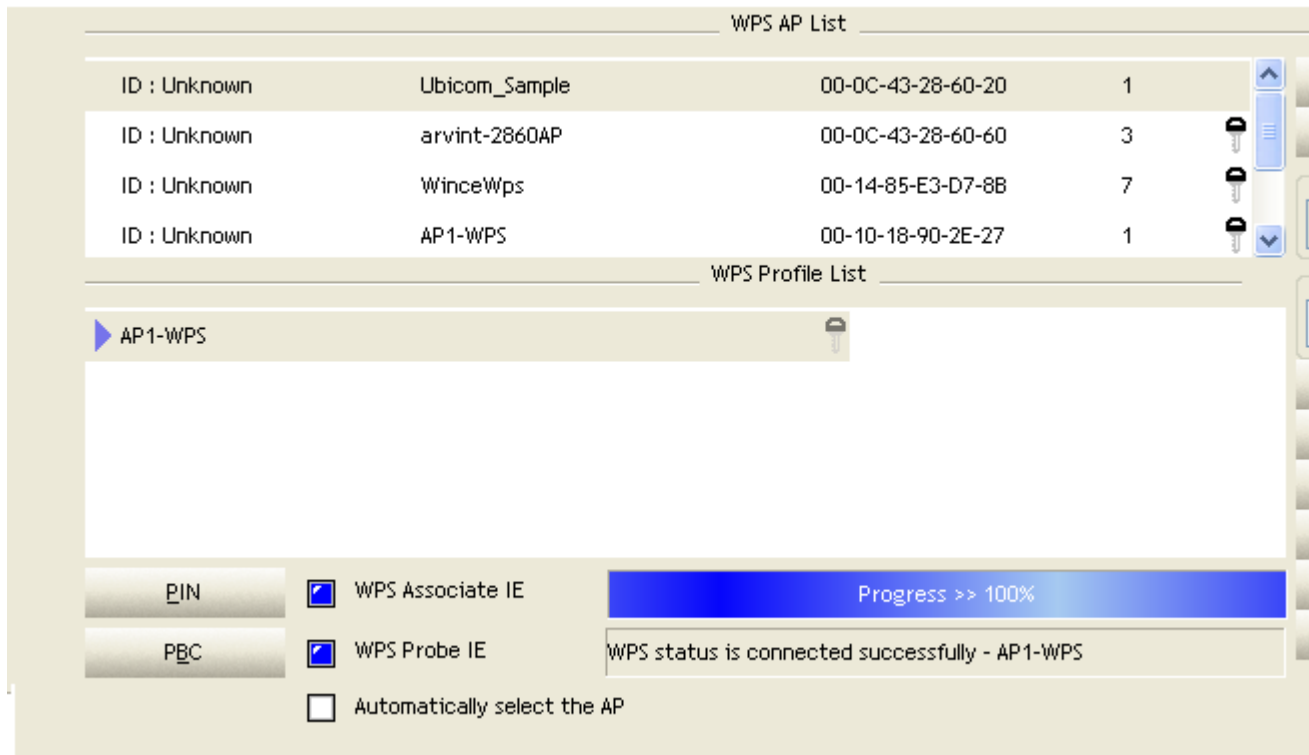 WPS AP List
ID : Unknown Ubicom_Sample 00-0C-43-28-60-20 1
ID : Unknown arvint-2860AP 00-0C-43-28-60-60 3
ID : Unknown WinceWps 00-14-85-E3-D7-8B 7
ID : Unknown AP1-WPS 00-10-18-90-2E-27 1
WPS Profile List
AP1-WPS
PIN WPS Associate IE Progress >> 100%
PBC WPS Probe IE WPS status is connected successfully - AP1-WPS
Automatically select the AP